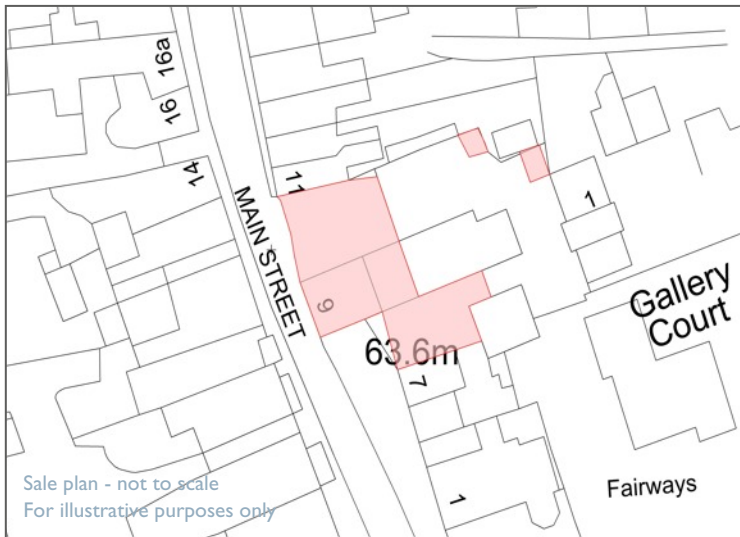 16a
16
14
11
MAIN STREET
1
9
Gallery
Court
63.6m
7
1
Fairways
Sale plan - not to scale
For illustrative purposes only